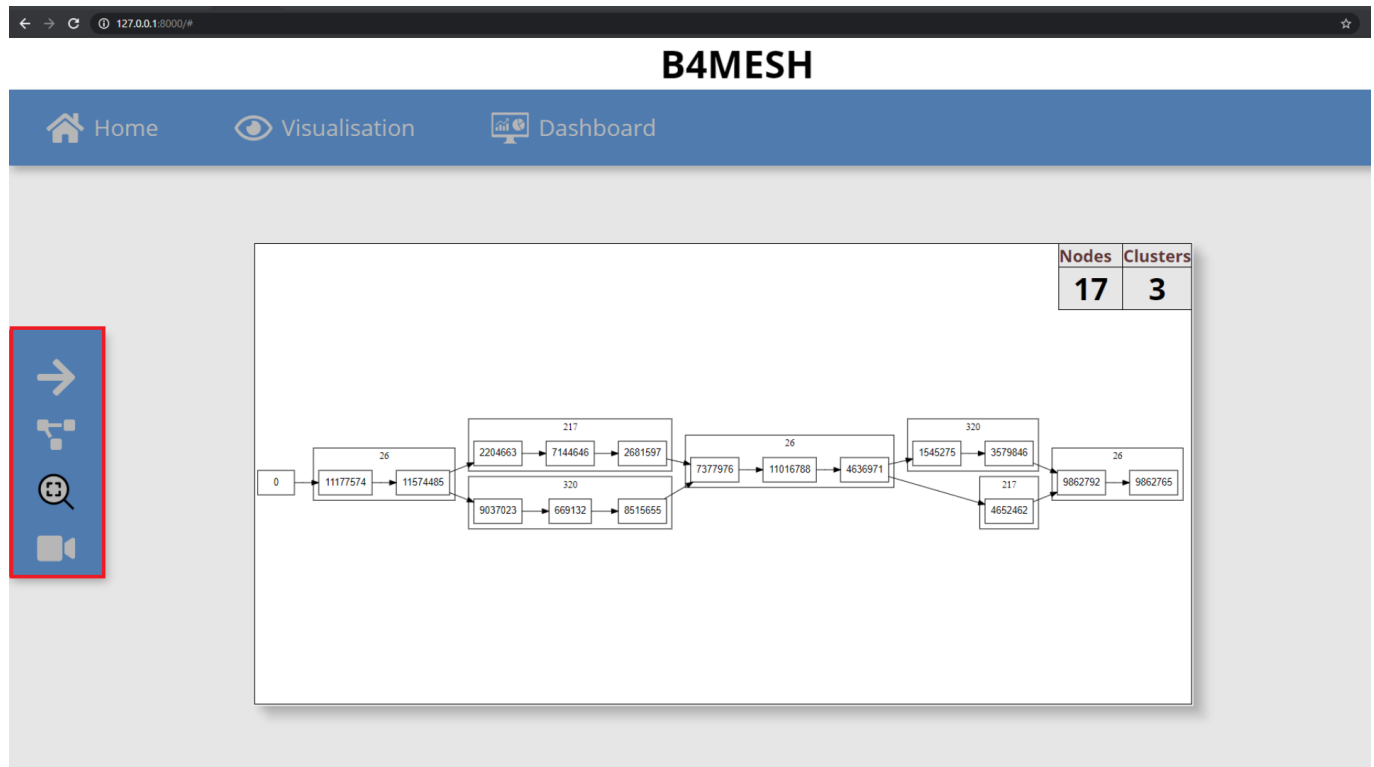 127.0.0.1:8000/#
B4MESH
Home Visualisation Dashboard
Nodes Clusters
17 3
217
320
2204663 7144646 2681597
1545275 3579846
26
26
26
0
11177574 11574485
7377976 11016788 4636971
9862792 9862765
320
217
9037023 669132 8515655
4652462